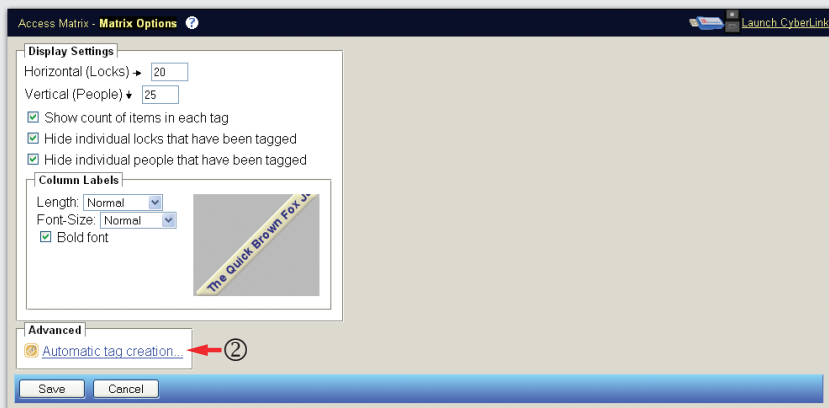 Access Matrix - Matrix Options ?
Launch CyberLink
Display Settings
Horizontal (Locks) → 20
Vertical (People) ↓ 25
Show count of items in each tag
Hide individual locks that have been tagged
Hide individual people that have been tagged
Column Labels
Length: Normal
Font-Size: Normal
Bold font
The Quick Brown Fox J
Advanced
Automatic tag creation... ②
Save Cancel